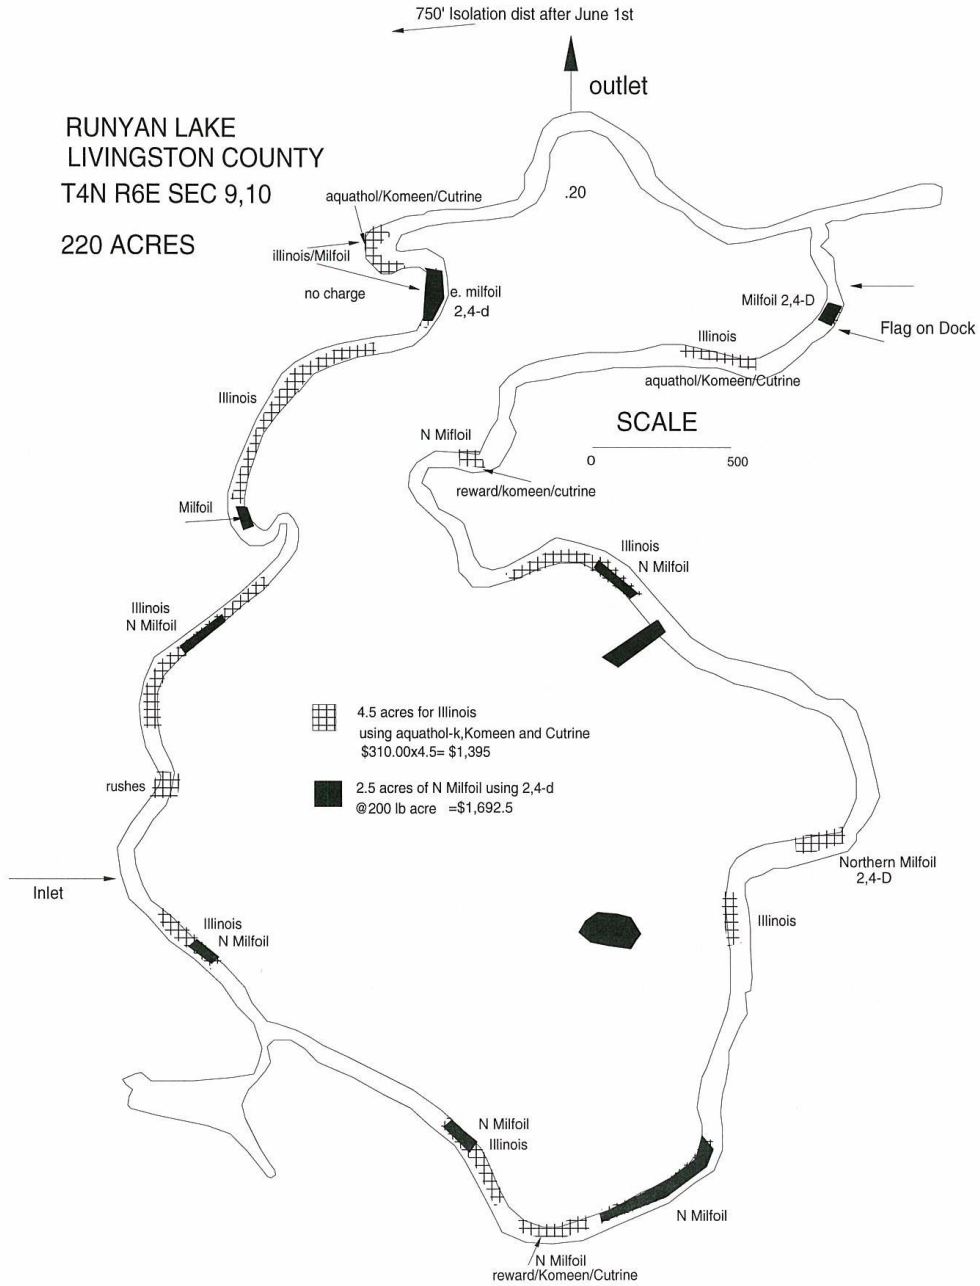 750' Isolation dist after June 1st
outlet
RUNYAN LAKE
LIVINGSTON COUNTY
T4N R6E SEC 9,10
220 ACRES
.20
aquathol/Komeen/Cutrine
illinois/Milfoil
no charge
e. milfoil
2,4-d
Milfoil 2,4-D
Flag on Dock
Illinois
aquathol/Komeen/Cutrine
Illinois
SCALE
0
500
N Mifloil
reward/komeen/cutrine
Milfoil
Illinois
N Milfoil
Illinois
N Milfoil
4.5 acres for Illinois
using aquathol-k,Komeen and Cutrine
$310.00x4.5= $1,395
rushes
2.5 acres of N Milfoil using 2,4-d
@200 lb acre =$1,692.5
Northern Milfoil
2,4-D
Inlet
Illinois
N Milfoil
Illinois
N Milfoil
Illinois
N Milfoil
N Milfoil
reward/Komeen/Cutrine